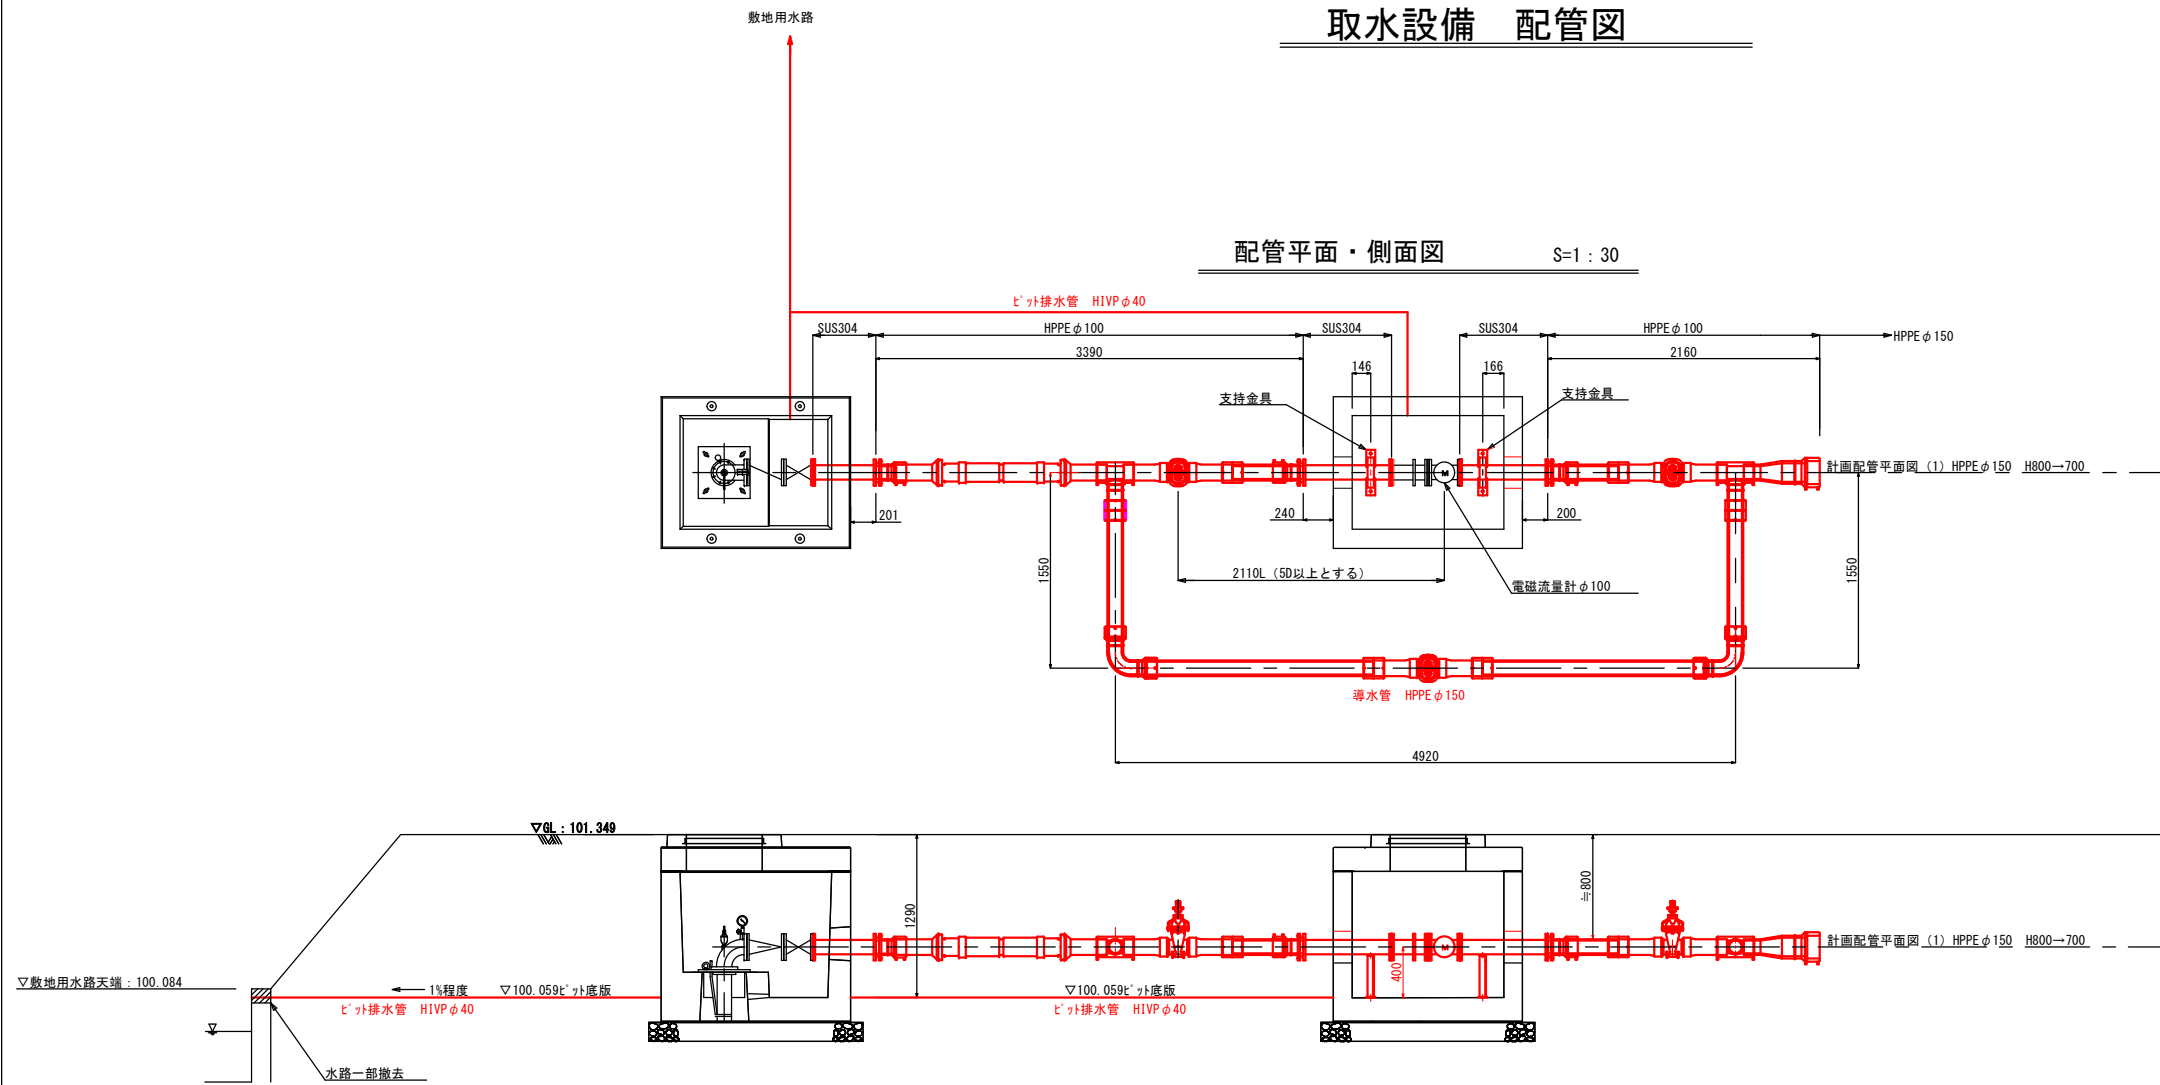 取水設備　配管図
敷地用水路
配管平面・側面図　S=1：30
ﾋﾟｯﾄ排水管　HIVPφ40
SUS304
HPPEφ100
SUS304
SUS304
HPPEφ100
HPPEφ150
3390
2160
146
166
支持金具
支持金具
計画配管平面図（1）HPPEφ150　H800→700
M
201
240
200
1550
1550
2110L（5D以上とする）
電磁流量計φ100
導水管　HPPEφ150
4920
▽GL：101.349
1290
≒800
計画配管平面図（1）HPPEφ150　H800→700
M
400
▽敷地用水路天端：100.084
1%程度
▽100.059ﾋﾟｯﾄ底版
▽100.059ﾋﾟｯﾄ底版
ﾋﾟｯﾄ排水管　HIVPφ40
ﾋﾟｯﾄ排水管　HIVPφ40
水路一部撤去